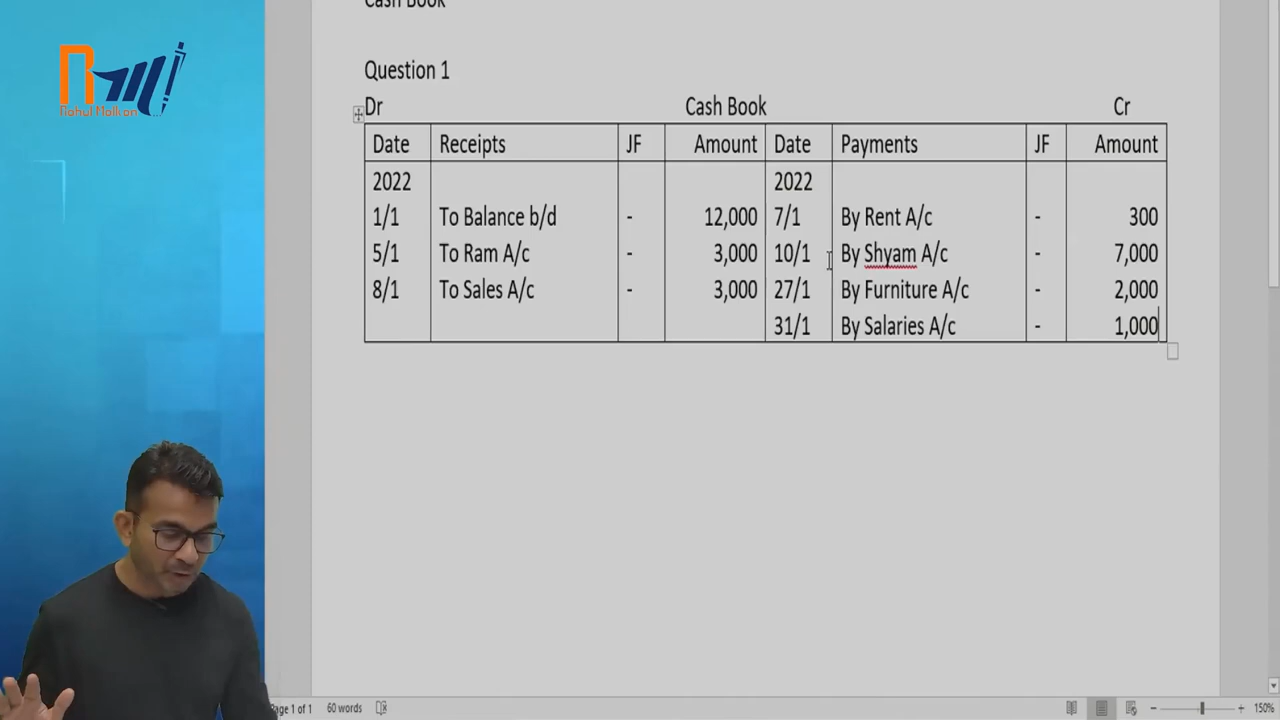 Cash Book
Rahul Malkan
Question 1
Dr Cash Book Cr
Date Receipts JF Amount Date Payments JF Amount
2022 2022
1/1 To Balance b/d - 12,000 7/1 By Rent A/c - 300
5/1 To Ram A/c - 3,000 10/1 By Shyam A/c - 7,000
8/1 To Sales A/c - 3,000 27/1 By Furniture A/c - 2,000
31/1 By Salaries A/c - 1,000
Page 1 of 1 60 words 150%